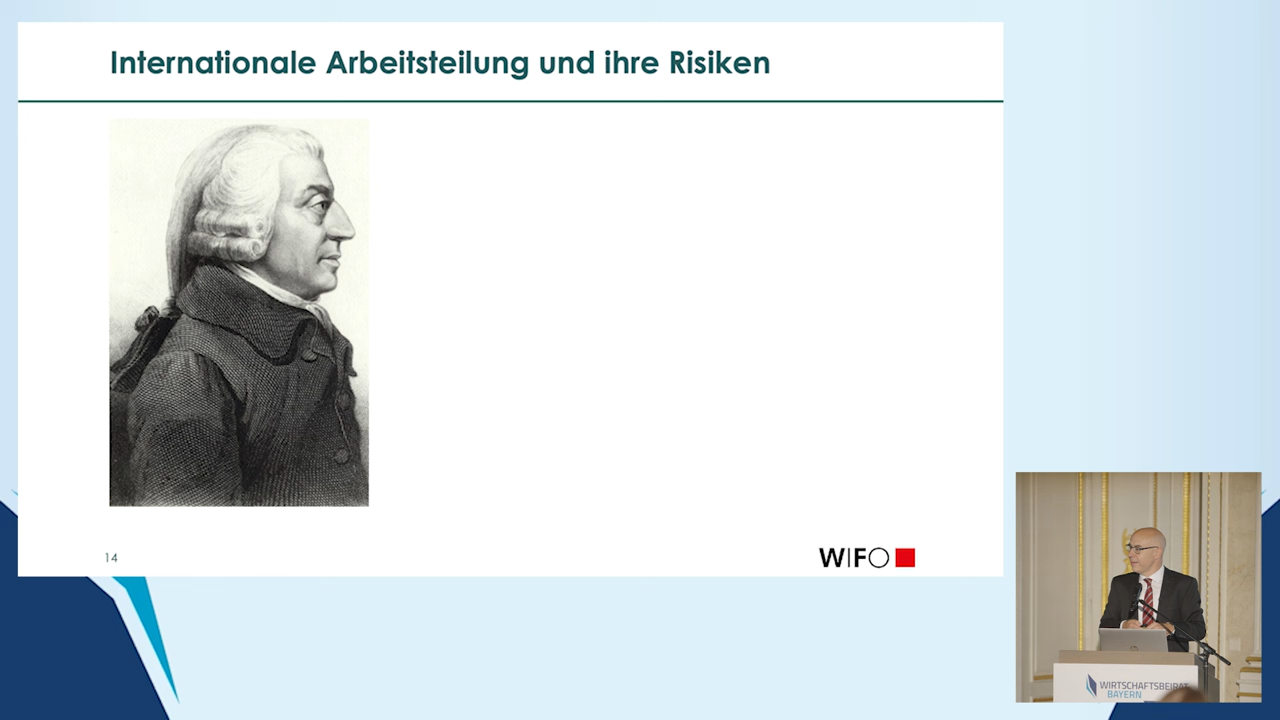 Internationale Arbeitsteilung und ihre Risiken
14
WIFO
WIRTSCHAFTSBEIRAT
BAYERN